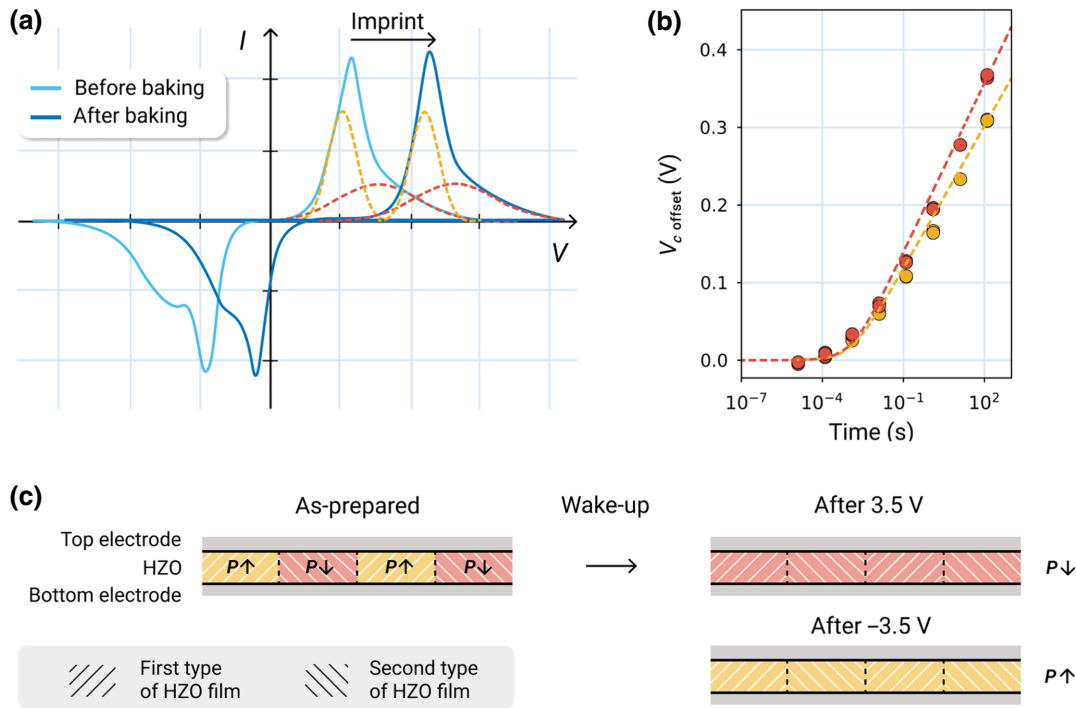 (a)
Imprint
I
Before baking
After baking
V
(b)
V_c offset (V)
0.4
0.3
0.2
0.1
0.0
10⁻⁷
10⁻⁴
10⁻¹
10²
Time (s)
(c)
As-prepared
Wake-up
After 3.5 V
Top electrode
HZO
Bottom electrode
P↑
P↓
P↑
P↓
P↓
After –3.5 V
P↑
First type
of HZO film
Second type
of HZO film